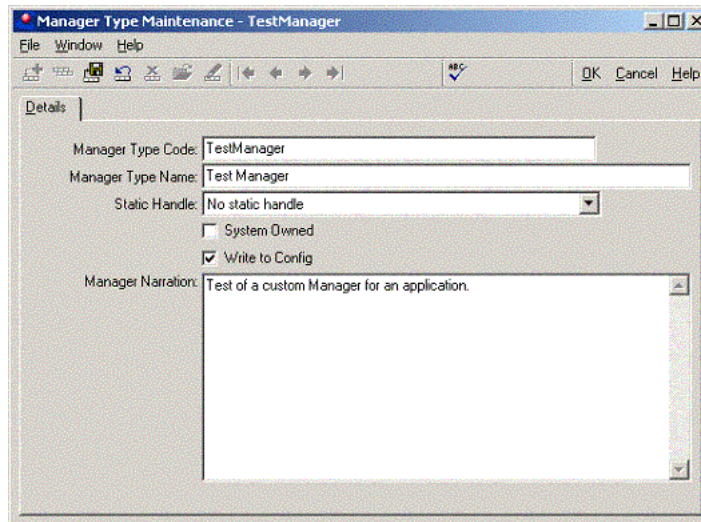 Manager Type Maintenance - TestManager
File Window Help
ABC
OK Cancel Help
Details
Manager Type Code: TestManager
Manager Type Name: Test Manager
Static Handle: No static handle
System Owned
Write to Config
Manager Narration: Test of a custom Manager for an application.